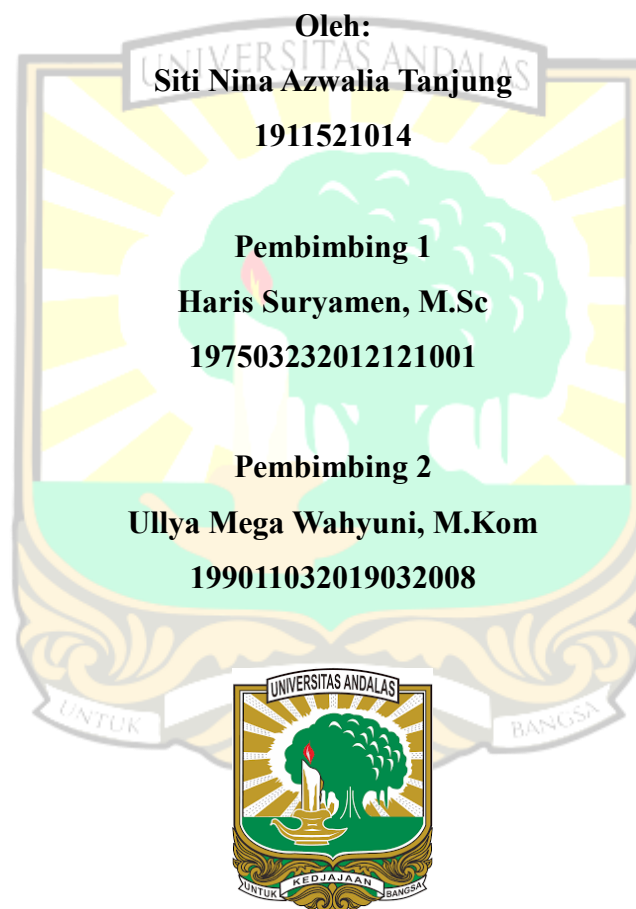 Oleh:
UNIVERSITAS ANDALAS
Siti Nina Azwalia Tanjung
1911521014
Pembimbing 1
Haris Suryamen, M.Sc
197503232012121001
Pembimbing 2
Ullya Mega Wahyuni, M.Kom
199011032019032008
UNTUK BANGSA
UNIVERSITAS ANDALAS
UNTUK KEDJAJAAN BANGSA